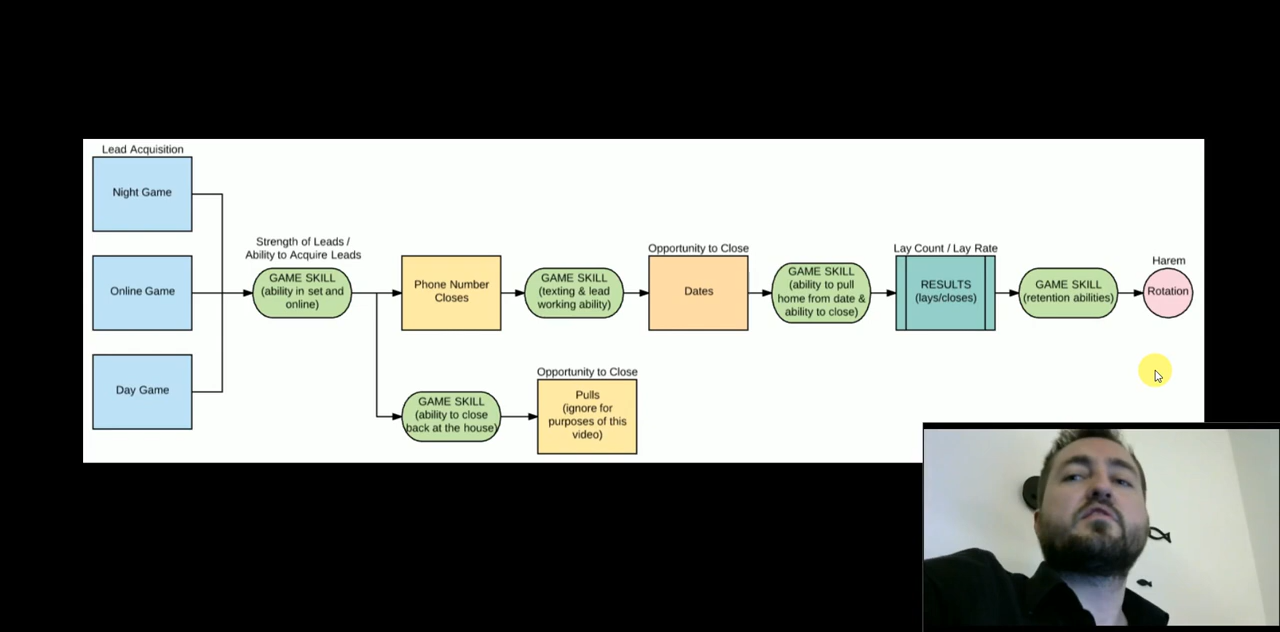 Lead Acquisition
Night Game
Online Game
Day Game
Strength of Leads /
Ability to Acquire Leads
GAME SKILL
(ability in set and
online)
Phone Number
Closes
GAME SKILL
(texting & lead
working ability)
Opportunity to Close
Dates
GAME SKILL
(ability to pull
home from date &
ability to close)
Lay Count / Lay Rate
RESULTS
(lays/closes)
GAME SKILL
(retention abilities)
Harem
Rotation
GAME SKILL
(ability to close
back at the house)
Opportunity to Close
Pulls
(ignore for
purposes of this
video)